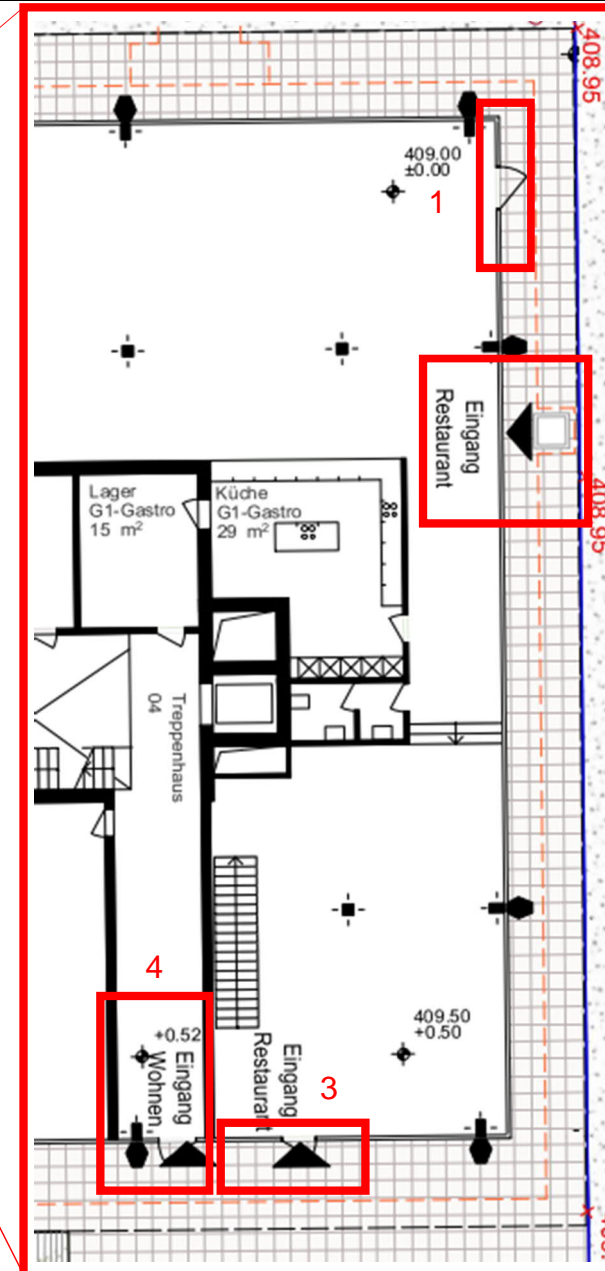 408.95
409.00
±0.00
1
Eingang
Restaurant
408.95
Lager
G1-Gastro
15 m²
Küche
G1-Gastro
29 m²
Treppenhaus
04
4
+0.52
Eingang
Wohnen
Eingang
Restaurant
3
409.50
+0.50